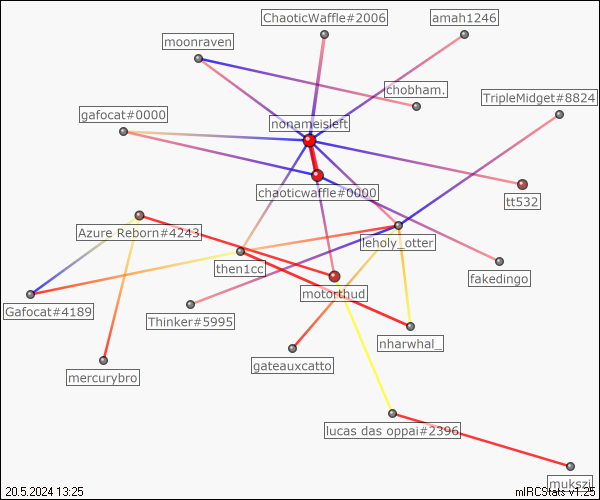 ChaoticWaffle#2006
amah1246
moonraven
chobham.
TripleMidget#8824
gafocat#0000
nonameisleft
chaoticwaffle#0000
tt532
Azure Reborn#4243
leholy_otter
then1cc
fakedingo
motorthud
Gafocat#4189
Thinker#5995
nharwhal_
gateauxcatto
mercurybro
lucas das oppai#2396
mukszi
20.5.2024 13:25
mIRCStats v1.25